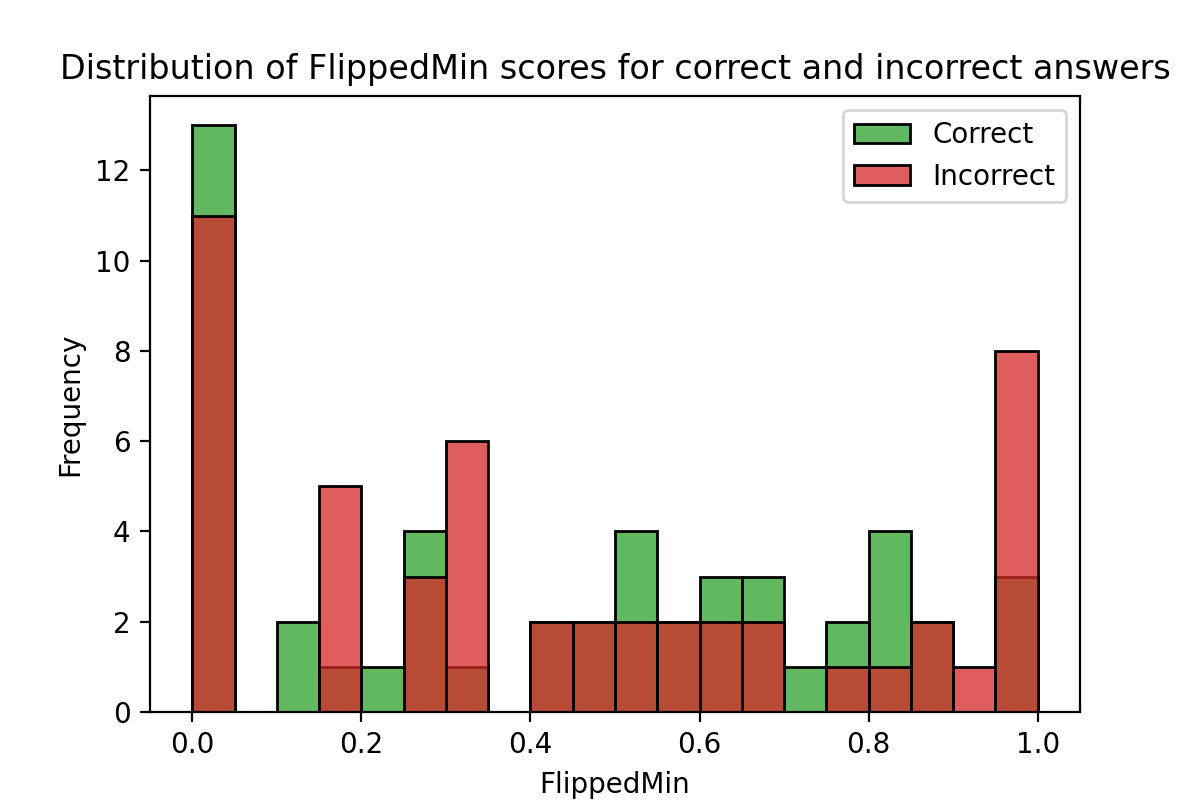 Distribution of FlippedMin scores for correct and incorrect answers
Correct
Incorrect
Frequency
12
10
8
6
4
2
0
0.0 0.2 0.4 0.6 0.8 1.0
FlippedMin